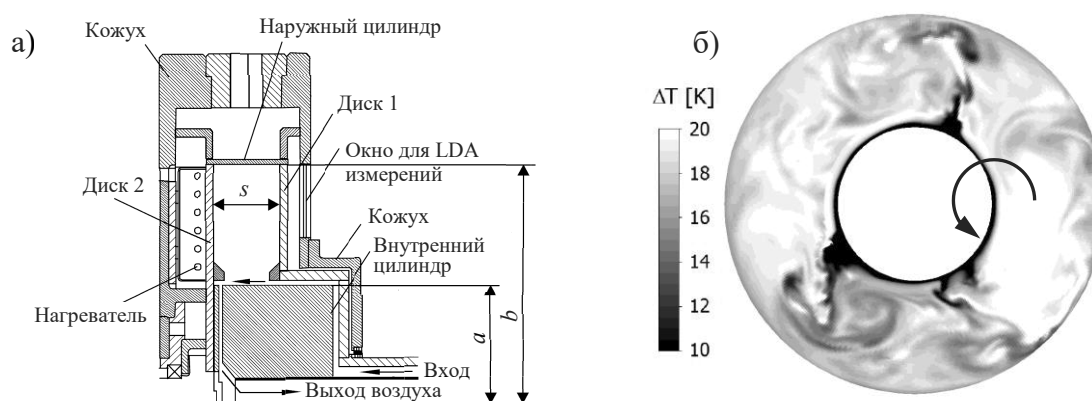 а)
Кожух
Наружный цилиндр
Диск 1
Окно для LDA
измерений
Диск 2
s
Кожух
Внутренний
цилиндр
Нагреватель
a
b
Вход
Выход воздуха
б)
ΔT [K]
20
18
16
14
12
10